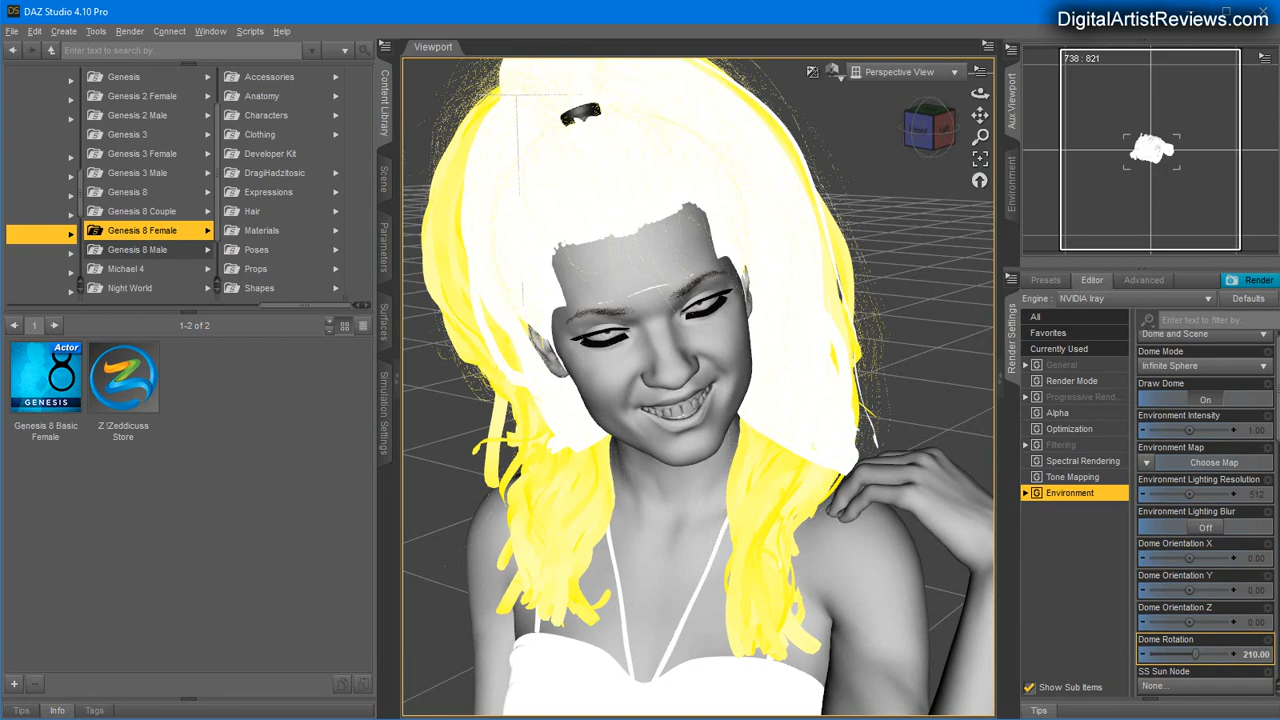 DAZ Studio 4.10 Pro
DigitalArtistReviews.com
File Edit Create Tools Render Connect Window Scripts Help
Enter text to search by...
Genesis
Genesis 2 Female
Genesis 2 Male
Genesis 3
Genesis 3 Female
Genesis 3 Male
Genesis 8
Genesis 8 Couple
Genesis 8 Female
Genesis 8 Male
Michael 4
Night World
Accessories
Anatomy
Characters
Clothing
Developer Kit
DragiHadzitosic
Expressions
Hair
Materials
Poses
Props
Shapes
1
1-2 of 2
Actor
8
GENESIS
Genesis 8 Basic
Female
Z !Zeddicuss
Store
Tips Info Tags
Content Library
Scene
Parameters
Surfaces
Simulation Settings
Viewport
Perspective View
Aux Viewport
Environment
738 : 821
Render Settings
Presets Editor Advanced Render
Engine : NVIDIA Iray Defaults
All
Favorites
Currently Used
General
Render Mode
Progressive Rend...
Alpha
Optimization
Filtering
Spectral Rendering
Tone Mapping
Environment
Show Sub Items
Enter text to filter by...
Dome and Scene
Dome Mode
Infinite Sphere
Draw Dome
On
Environment Intensity
1.00
Environment Map
Choose Map
Environment Lighting Resolution
512
Environment Lighting Blur
Off
Dome Orientation X
0.00
Dome Orientation Y
0.00
Dome Orientation Z
0.00
Dome Rotation
210.00
SS Sun Node
None...
Tips